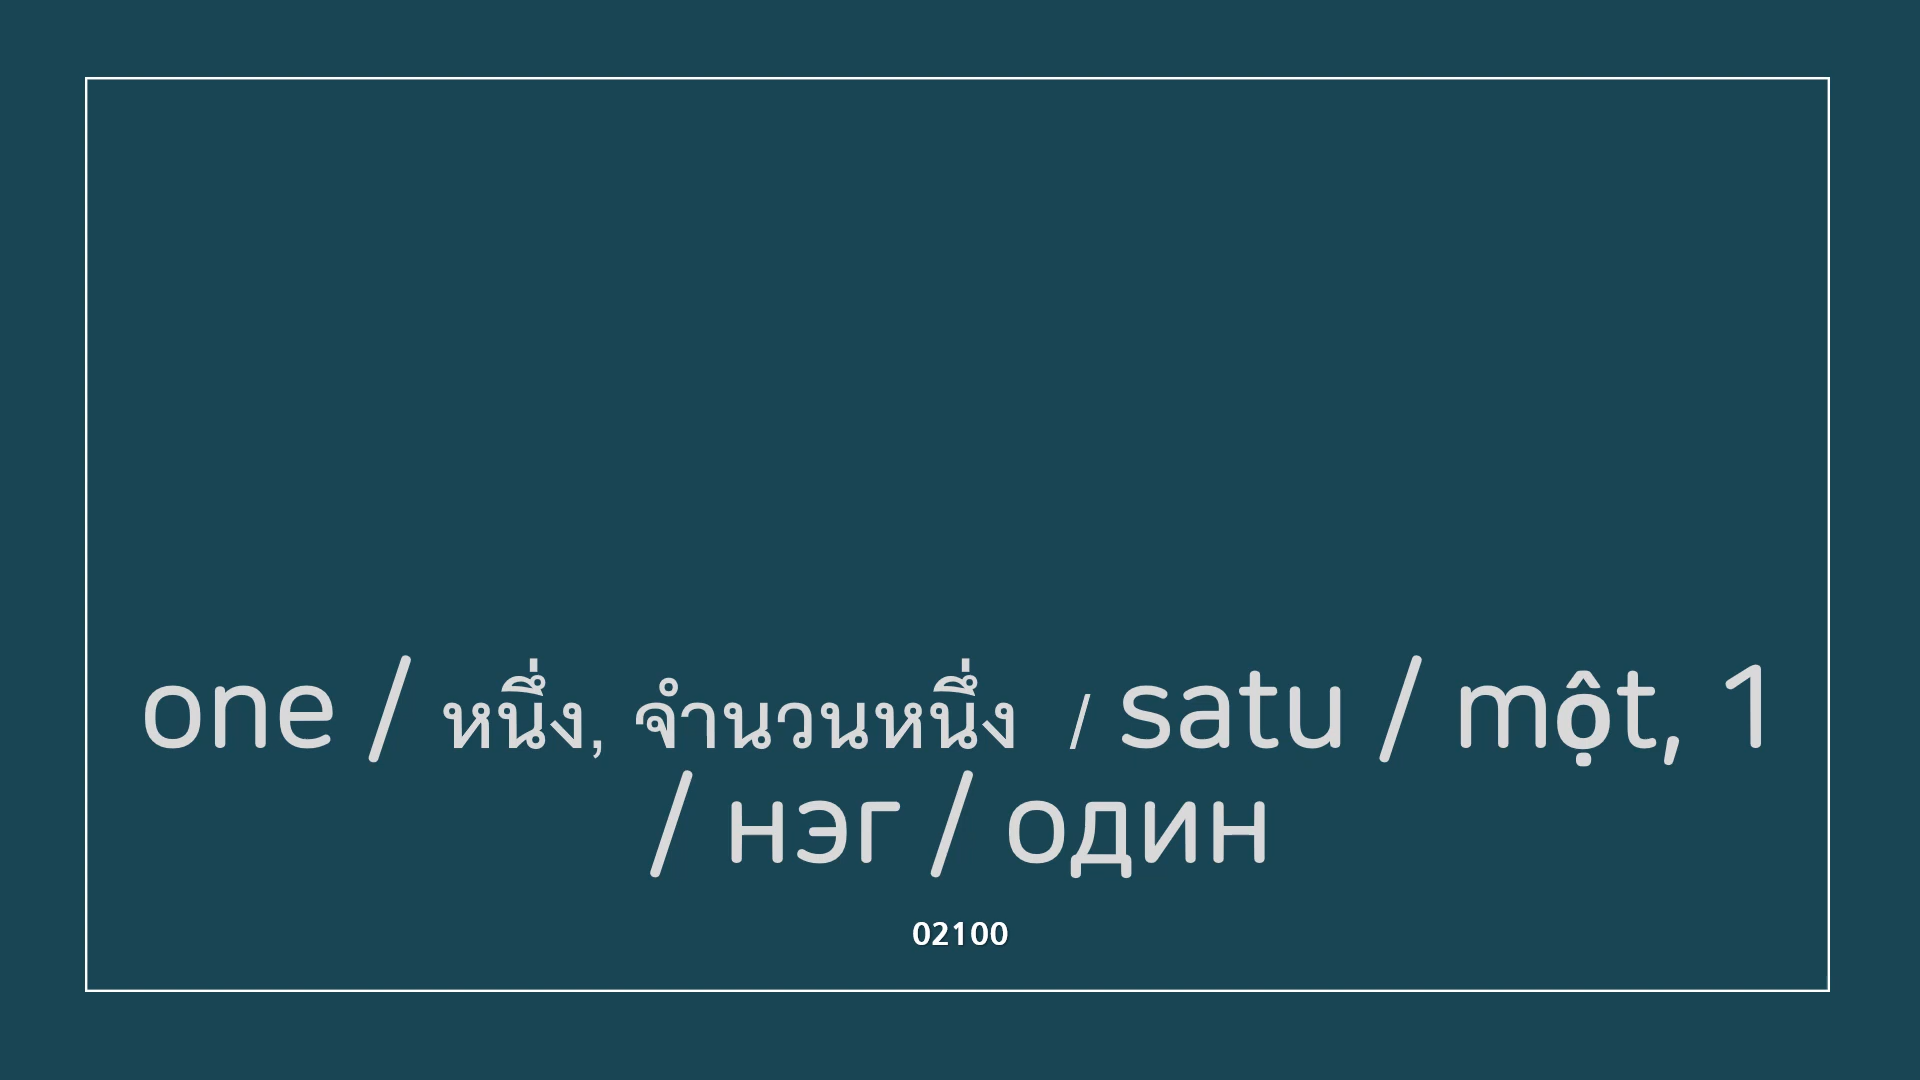 one / หนึ่ง, จำนวนหนึ่ง / satu / một, 1
/ нэг / один
02100